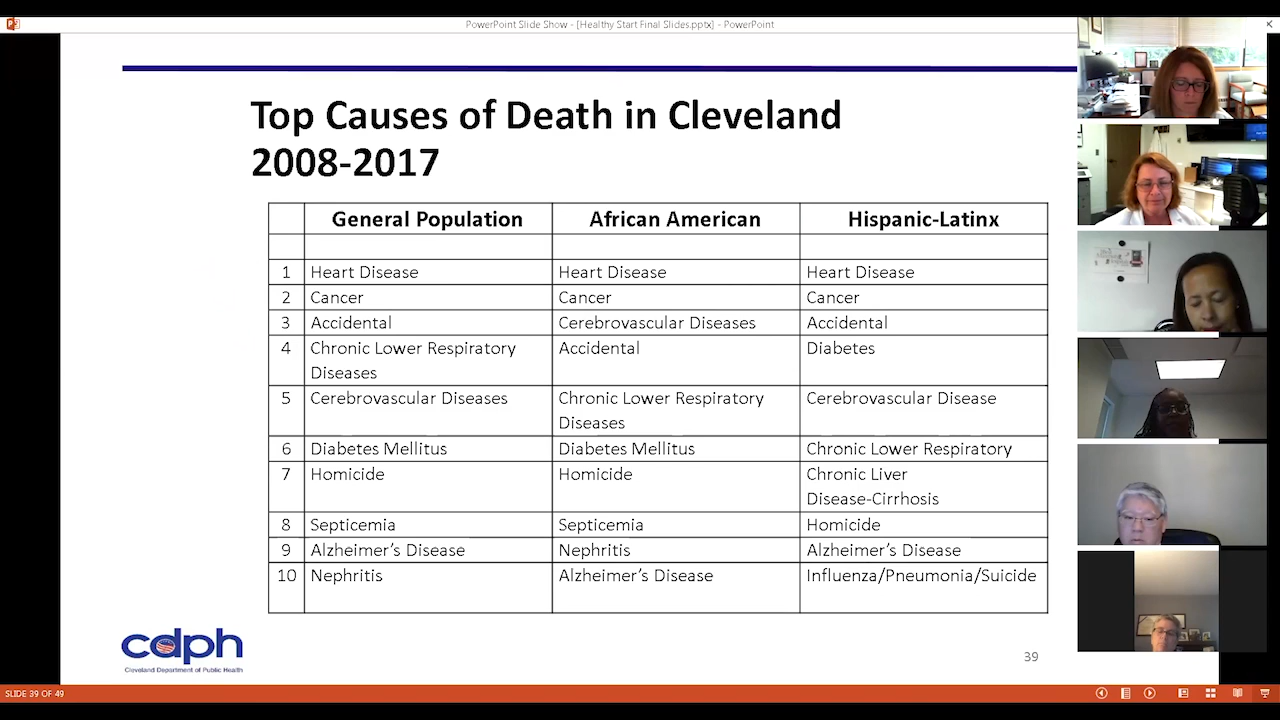 PowerPoint Slide Show - [Healthy Start Final Slides.pptx] - PowerPoint
Top Causes of Death in Cleveland
2008-2017
General Population African American Hispanic-Latinx
1 Heart Disease Heart Disease Heart Disease
2 Cancer Cancer Cancer
3 Accidental Cerebrovascular Diseases Accidental
4 Chronic Lower Respiratory Accidental Diabetes
Diseases
5 Cerebrovascular Diseases Chronic Lower Respiratory Cerebrovascular Disease
Diseases
6 Diabetes Mellitus Diabetes Mellitus Chronic Lower Respiratory
7 Homicide Homicide Chronic Liver
Disease-Cirrhosis
8 Septicemia Septicemia Homicide
9 Alzheimer’s Disease Nephritis Alzheimer’s Disease
10 Nephritis Alzheimer’s Disease Influenza/Pneumonia/Suicide
cdph
Cleveland Department of Public Health
39
SLIDE 39 OF 49